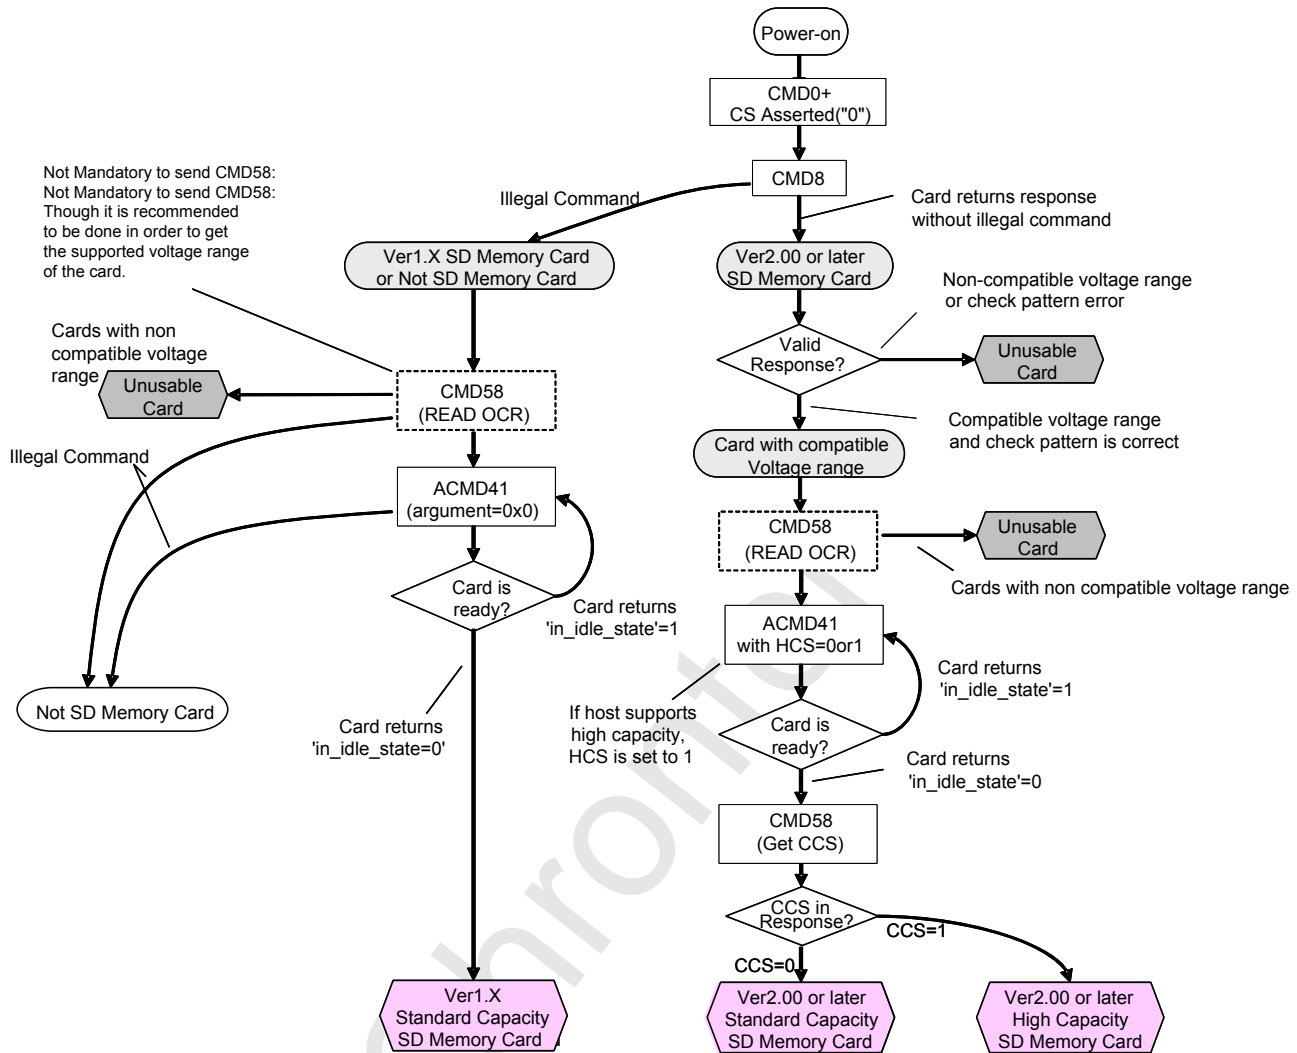 Power-on
CMD0+
CS Asserted("0")
CMD8
Illegal Command
Card returns response
without illegal command
Not Mandatory to send CMD58:
Not Mandatory to send CMD58:
Though it is recommended
to be done in order to get
the supported voltage range
of the card.
Ver1.X SD Memory Card
or Not SD Memory Card
Ver2.00 or later
SD Memory Card
Non-compatible voltage range
or check pattern error
Valid
Response?
Unusable
Card
Cards with non
compatible voltage
range
Unusable
Card
CMD58
(READ OCR)
Compatible voltage range
and check pattern is correct
Card with compatible
Voltage range
Illegal Command
ACMD41
(argument=0x0)
CMD58
(READ OCR)
Unusable
Card
Cards with non compatible voltage range
Card is
ready?
Card returns
'in_idle_state'=1
ACMD41
with HCS=0or1
Card returns
'in_idle_state'=1
Not SD Memory Card
Card returns
'in_idle_state=0'
If host supports
high capacity,
HCS is set to 1
Card is
ready?
Card returns
'in_idle_state'=0
CMD58
(Get CCS)
CCS in
Response?
CCS=1
CCS=0
Ver1.X
Standard Capacity
SD Memory Card
Ver2.00 or later
Standard Capacity
SD Memory Card
Ver2.00 or later
High Capacity
SD Memory Card